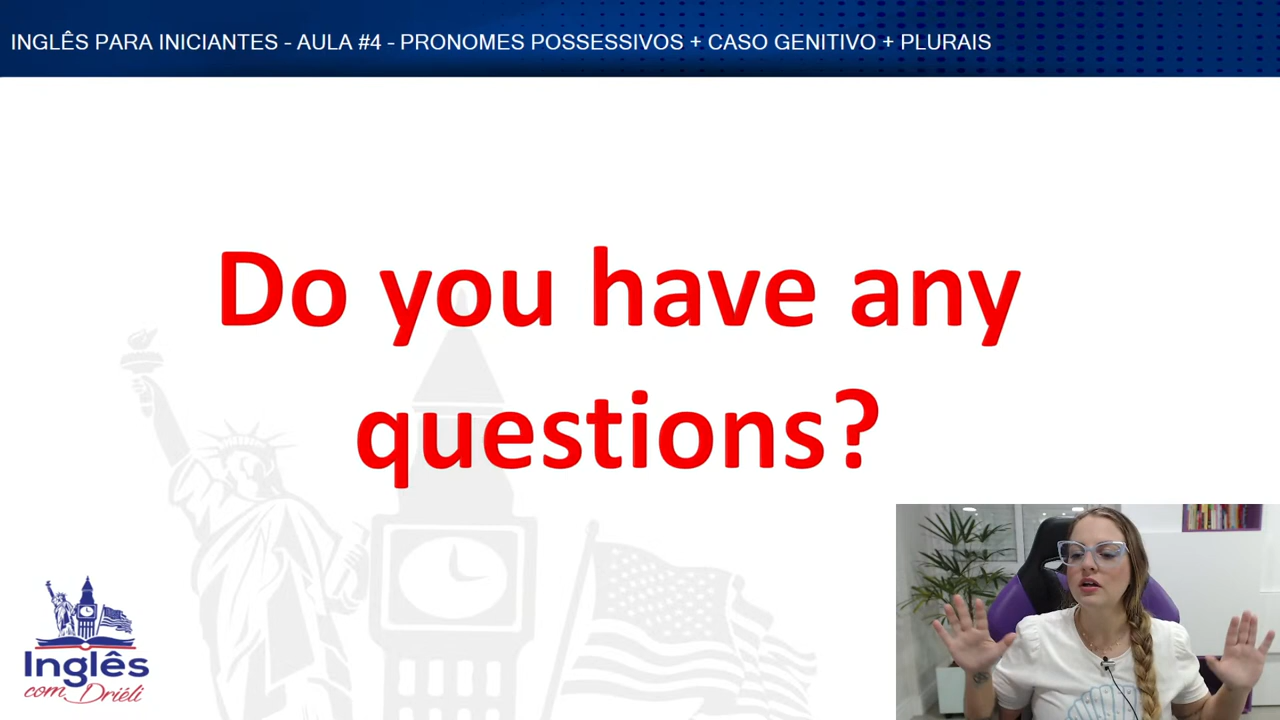 INGLÊS PARA INICIANTES - AULA #4 - PRONOMES POSSESSIVOS + CASO GENITIVO + PLURAIS
Do you have any
questions?
Inglês
com Driéli